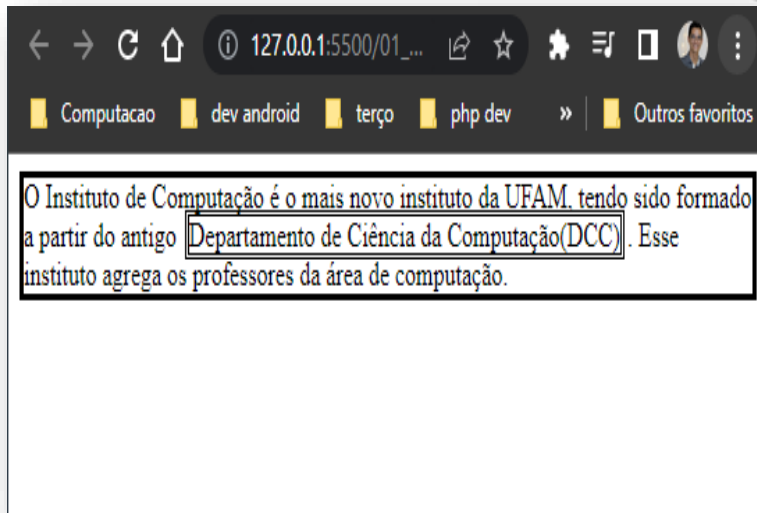 127.0.0.1:5500/01_...
Computacao dev android terço php dev » Outros favoritos
O Instituto de Computação é o mais novo instituto da UFAM, tendo sido formado
a partir do antigo Departamento de Ciência da Computação(DCC) . Esse
instituto agrega os professores da área de computação.